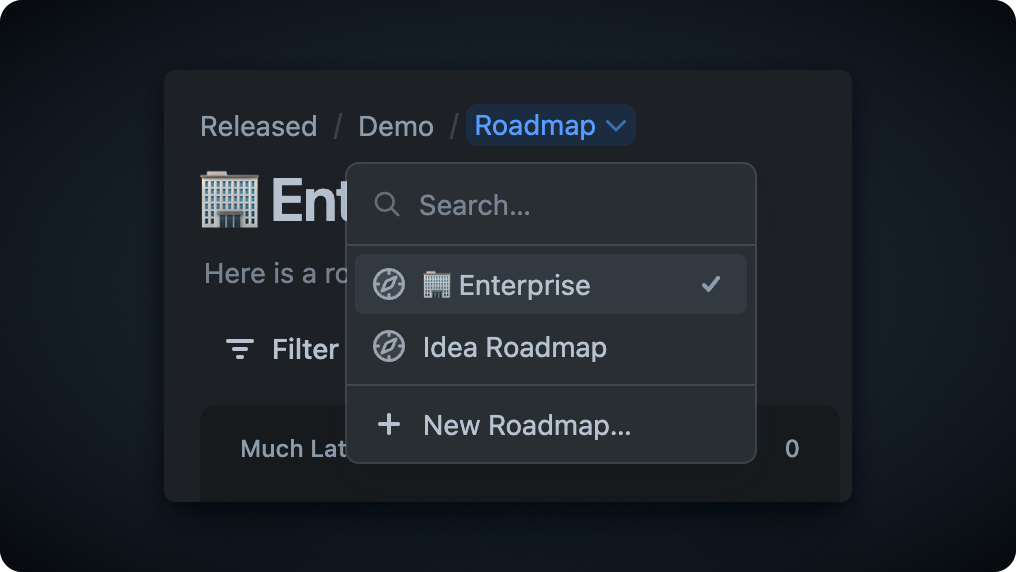 Released / Demo / Roadmap
Ent
Search...
Here is a ro
Enterprise
Filter
Idea Roadmap
New Roadmap...
Much Lat
0